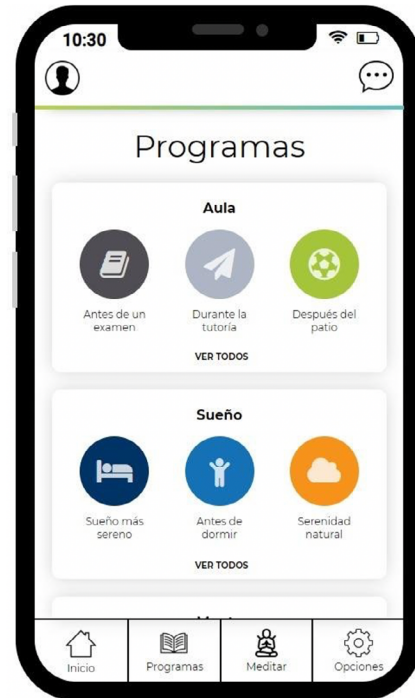 10:30
Programas
Aula
Antes de un
examen
Durante la
tutoría
Después del
patio
VER TODOS
Sueño
Sueño más
sereno
Antes de
dormir
Serenidad
natural
VER TODOS
Inicio
Programas
Meditar
Opciones